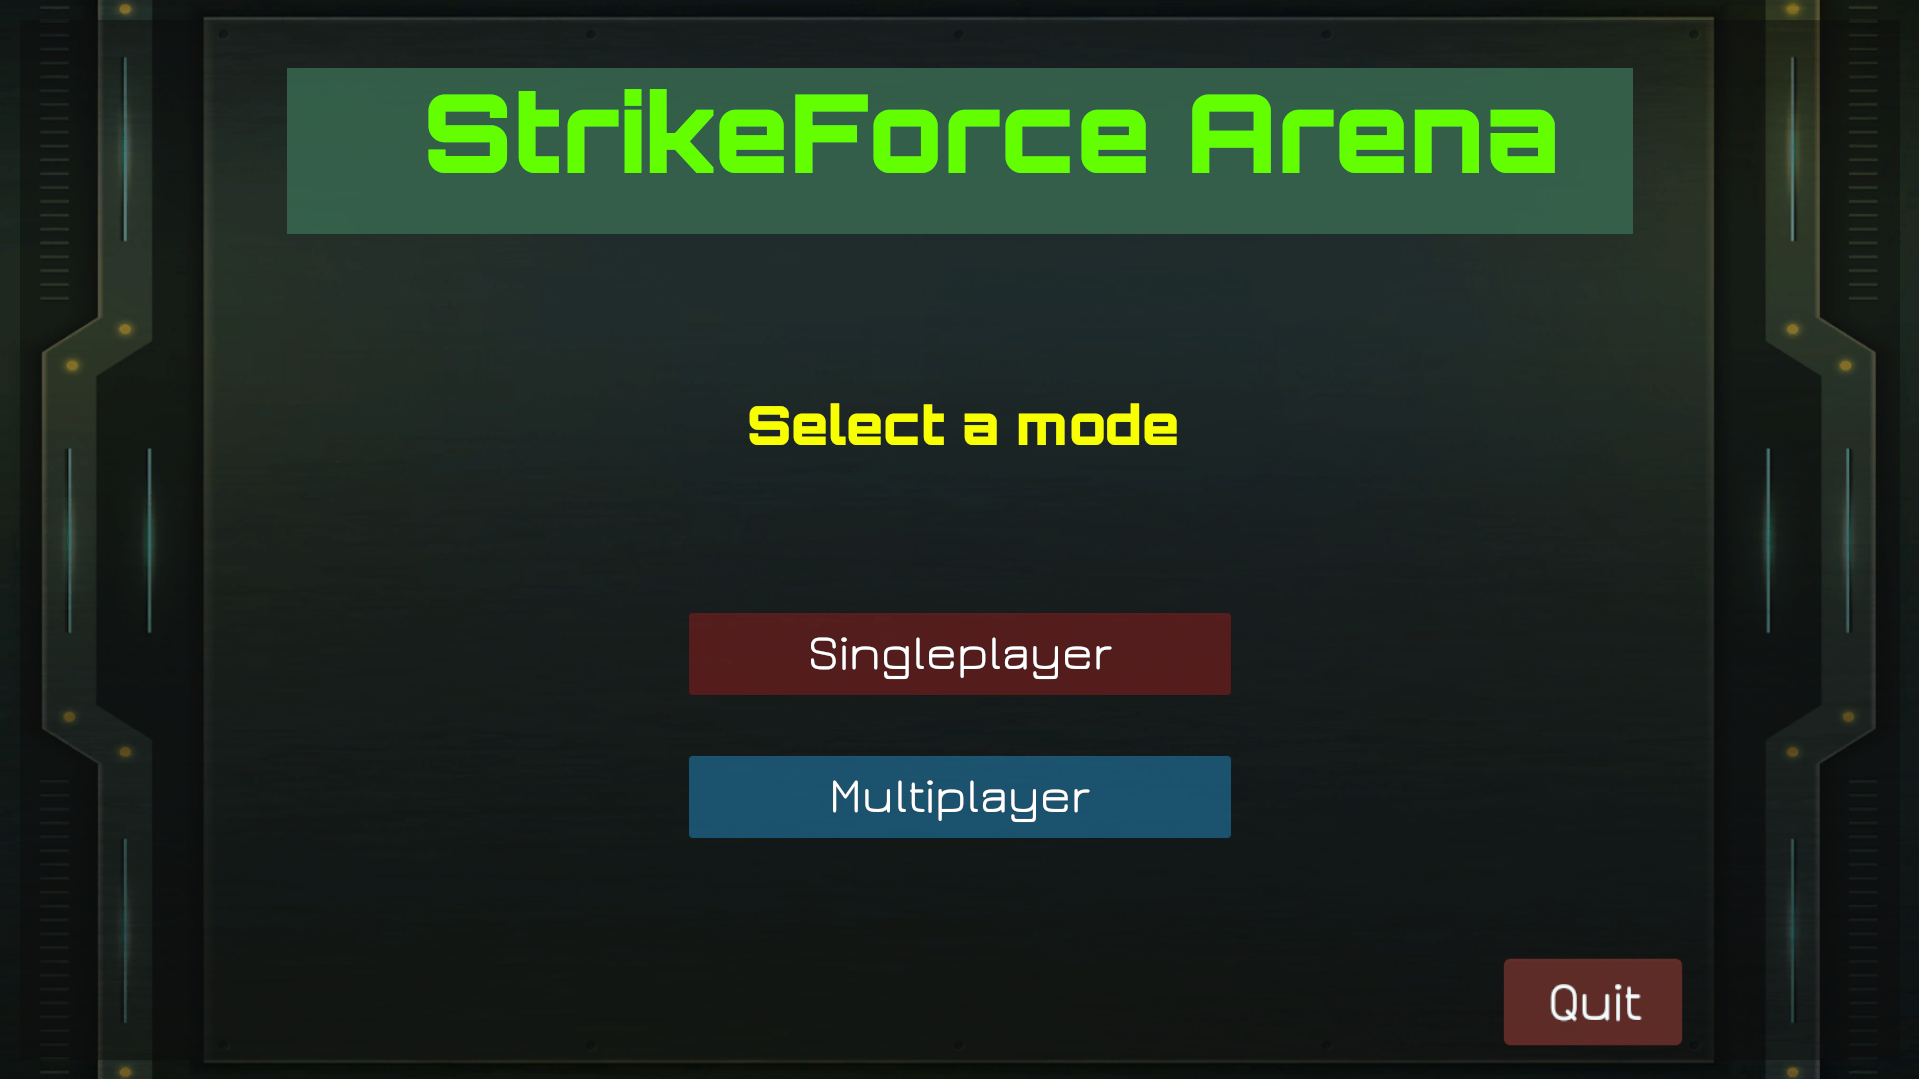 StrikeForce Arena
Select a mode
Singleplayer
Multiplayer
Quit